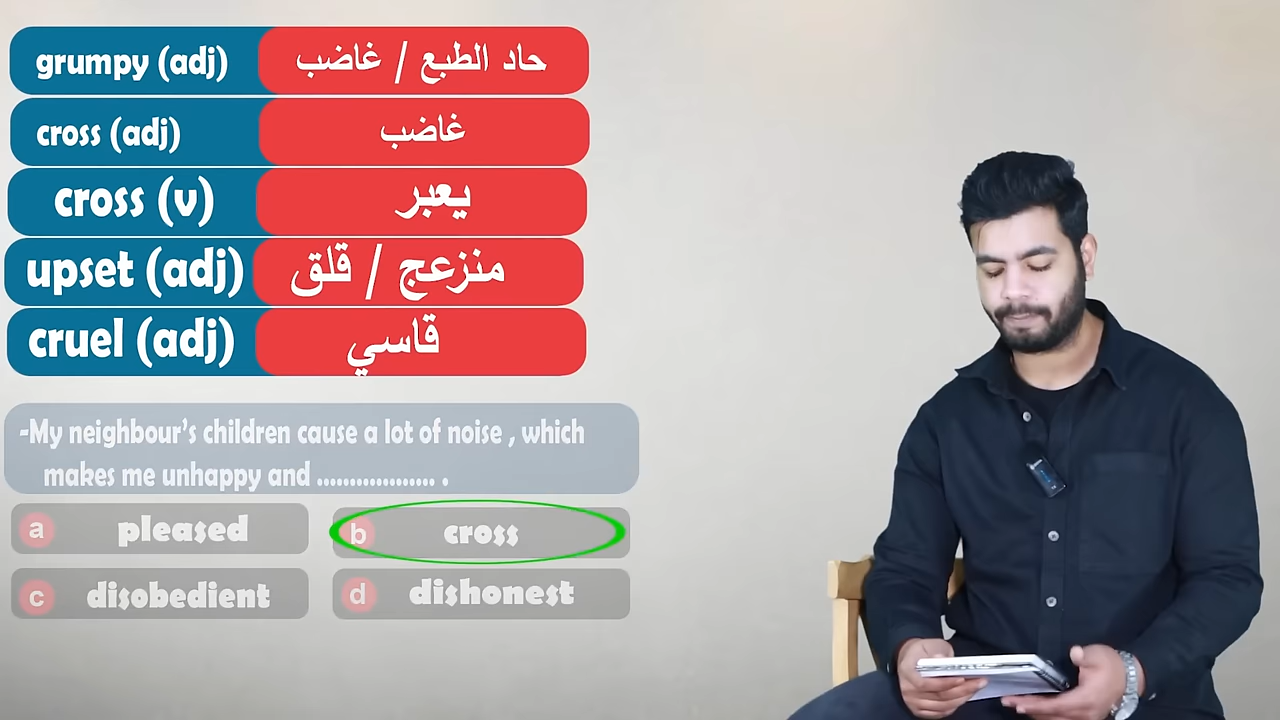 grumpy (adj) حاد الطبع / غاضب
cross (adj) غاضب
cross (v) يعبر
upset (adj) منزعج / قلق
cruel (adj) قاسي
-My neighbour's children cause a lot of noise , which
makes me unhappy and .................. .
a pleased
b cross
c disobedient
d dishonest